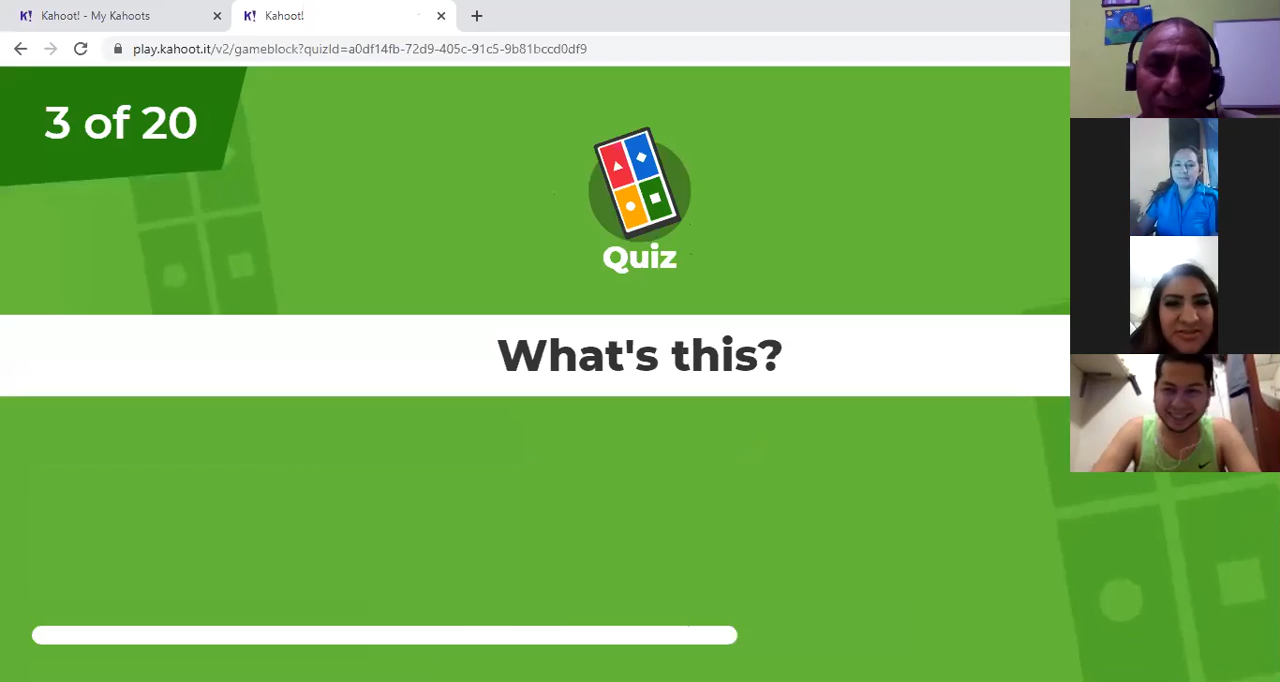 K! Kahoot! - My Kahoots
K! Kahoot!
play.kahoot.it/v2/gameblock?quizId=a0df14fb-72d9-405c-91c5-9b81bccd0df9
3 of 20
Quiz
What's this?